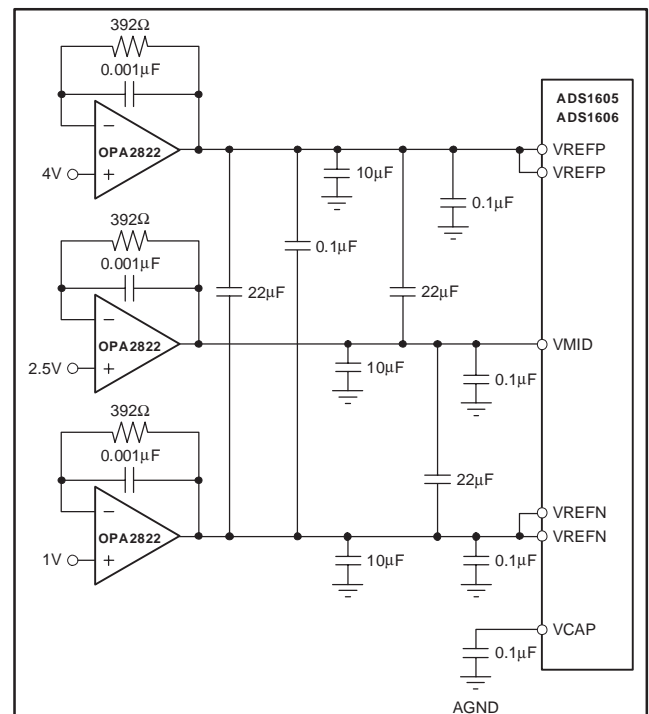 392Ω
0.001μF
OPA2822
4V
ADS1605
ADS1606
VREFP
VREFP
10μF
0.1μF
0.1μF
392Ω
0.001μF
22μF
22μF
OPA2822
2.5V
VMID
10μF
0.1μF
392Ω
0.001μF
22μF
OPA2822
1V
VREFN
VREFN
10μF
0.1μF
VCAP
0.1μF
AGND